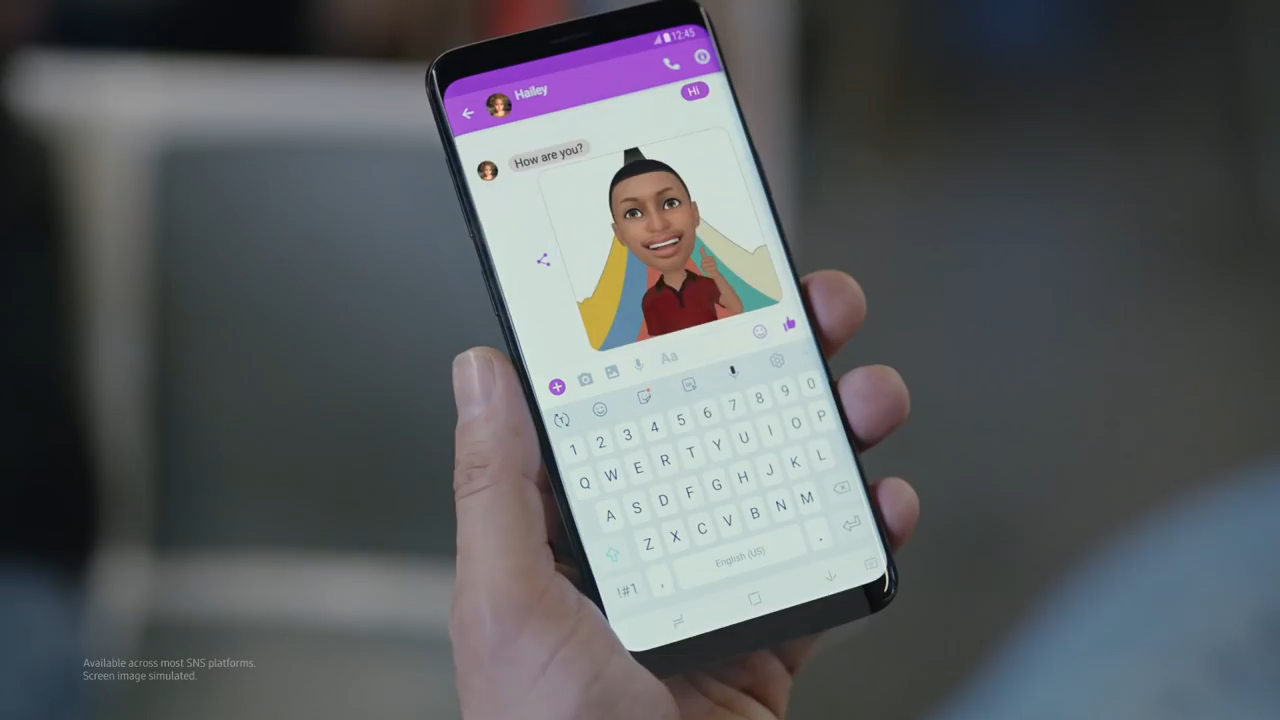 12:45
Hailey
Hi
How are you?
Aa
1 2 3 4 5 6 7 8 9 0
Q W E R T Y U I O P
A S D F G H J K L
Z X C V B N M
!#1 , English (US) .
Available across most SNS platforms.
Screen image simulated.